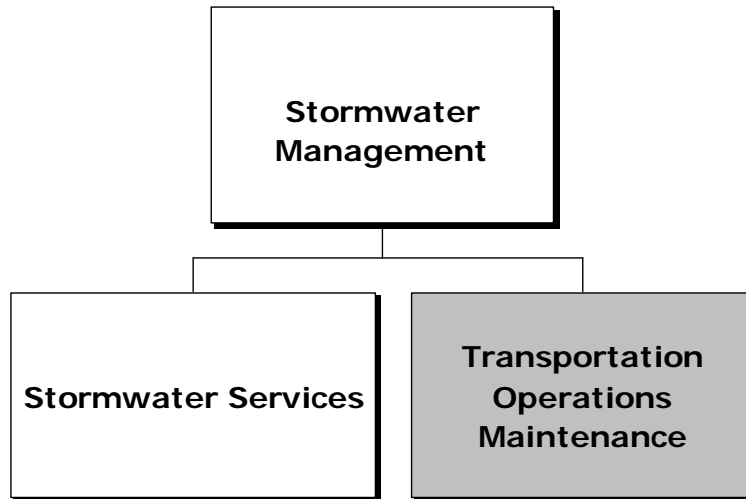 Stormwater
Management
Stormwater Services
Transportation
Operations
Maintenance